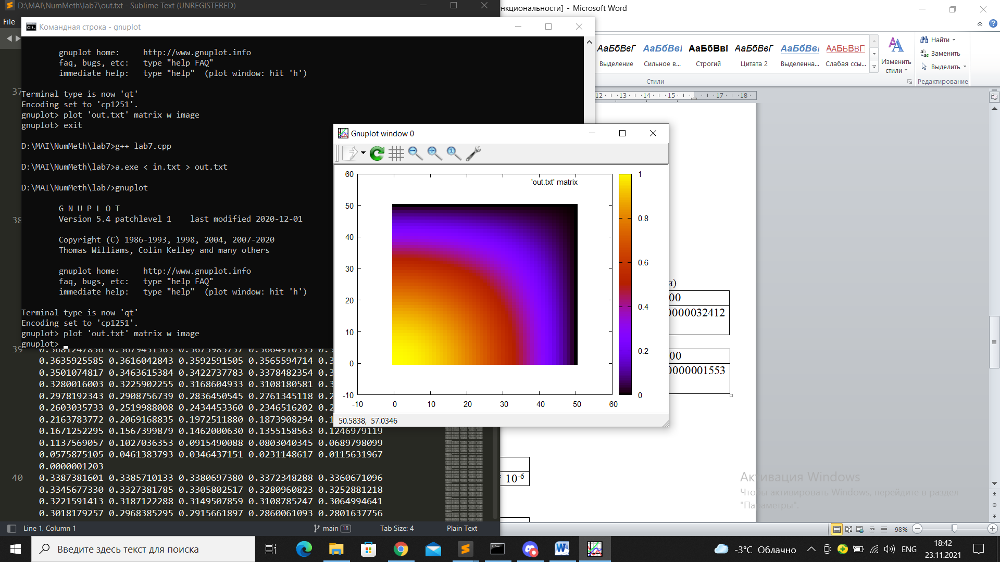 D:\MAI\NumMeth\lab7\out.txt - Sublime Text (UNREGISTERED)
File
Командная строка - gnuplot
gnuplot home:     http://www.gnuplot.info
faq, bugs, etc:   type "help FAQ"
immediate help:   type "help"  (plot window: hit 'h')
Terminal type is now 'qt'
Encoding set to 'cp1251'.
gnuplot> plot 'out.txt' matrix w image
gnuplot> exit
D:\MAI\NumMeth\lab7>g++ lab7.cpp
D:\MAI\NumMeth\lab7>a.exe < in.txt > out.txt
D:\MAI\NumMeth\lab7>gnuplot
G N U P L O T
Version 5.4 patchlevel 1    last modified 2020-12-01
Copyright (C) 1986-1993, 1998, 2004, 2007-2020
Thomas Williams, Colin Kelley and many others
gnuplot home:     http://www.gnuplot.info
faq, bugs, etc:   type "help FAQ"
immediate help:   type "help"  (plot window: hit 'h')
Terminal type is now 'qt'
Encoding set to 'cp1251'.
gnuplot> plot 'out.txt' matrix w image
gnuplot>
37
38
39
0.3635925585 0.3616042843 0.3592591505 0.3565594714 0.3
0.3501074817 0.3463615384 0.3422737783 0.3378482354 0.3
0.3280016003 0.3225902255 0.3168604933 0.3108180581 0.3
0.2978192343 0.2908756739 0.2836450545 0.2761345118 0.2
0.2603035733 0.2519988008 0.2434453360 0.2346516202 0.2
0.2163783772 0.2069168835 0.1972511880 0.1873908294 0.1
0.1671252295 0.1567399879 0.1462000630 0.1355158563 0.1246979119
0.1137569057 0.1027036353 0.0915490088 0.0803040345 0.0689798099
0.0575875105 0.0461383793 0.0346437151 0.0231148617 0.0115631967
0.0000001203
40 0.3387381601 0.3385710133 0.3380697380 0.3372348288 0.3360671096
0.3345677330 0.3327381785 0.3305802517 0.3280960823 0.3252881218
0.3221591413 0.3187122288 0.3149507859 0.3108785247 0.3064994641
0.3018179257 0.2968385295 0.2915661897 0.2860061093 0.2801637756
Line 1, Column 1
main 18
Tab Size: 4
Plain Text
Gnuplot window 0
'out.txt' matrix
60
50
40
30
20
10
0
-10
-10 0 10 20 30 40 50 60
1
0.8
0.6
0.4
0.2
0
50.5838,  57.0346
нкциональности] - Microsoft Word
АаБбВвГ АаБбВвІ АаБбВвІ АаБбВвГ АаБбВвІ ААБбВвГ
Выделение Сильное в... Строгий Цитата 2 Выделенна... Слабая ссы...
Изменить
стили
Стили
Найти
Заменить
Выделить
Редактирование
12 13 14 15 17 18
00
0000032412
00
0000001553
10-6
Активация Windows
Чтобы активировать Windows, перейдите в раздел
"Параметры".
98%
Введите здесь текст для поиска
-3°C Облачно
ENG
18:42
23.11.2021